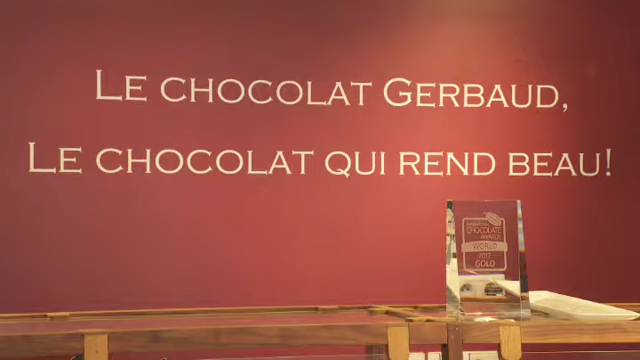 LE CHOCOLAT GERBAUD,
LE CHOCOLAT QUI REND BEAU!
INTERNATIONAL
CHOCOLATE
AWARDS
WORLD
2017
GOLD